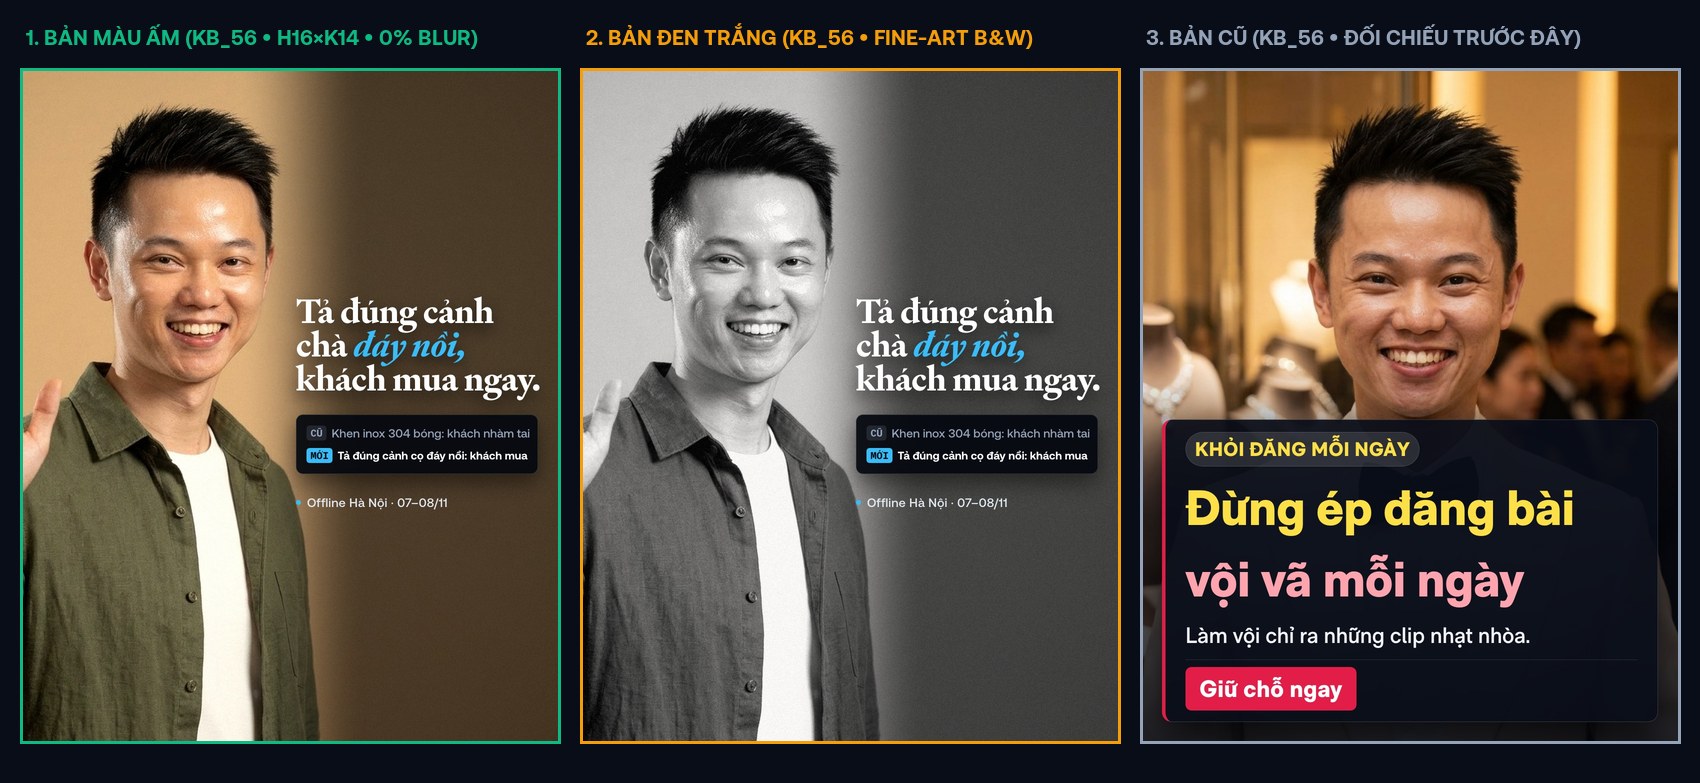 1. BẢN MÀU ẤM (KB_56 • H16×K14 • 0% BLUR)
Tả đúng cảnh
chà đáy nồi,
khách mua ngay.
CŨ Khen inox 304 bóng: khách nhàm tai
MỚI Tả đúng cảnh cọ đáy nồi: khách mua
Offline Hà Nội · 07–08/11
2. BẢN ĐEN TRẮNG (KB_56 • FINE-ART B&W)
Tả đúng cảnh
chà đáy nồi,
khách mua ngay.
CŨ Khen inox 304 bóng: khách nhàm tai
MỚI Tả đúng cảnh cọ đáy nồi: khách mua
Offline Hà Nội · 07–08/11
3. BẢN CŨ (KB_56 • ĐỐI CHIẾU TRƯỚC ĐÂY)
KHỎI ĐĂNG MỖI NGÀY
Đừng ép đăng bài
vội vã mỗi ngày
Làm vội chỉ ra những clip nhạt nhòa.
Giữ chỗ ngay